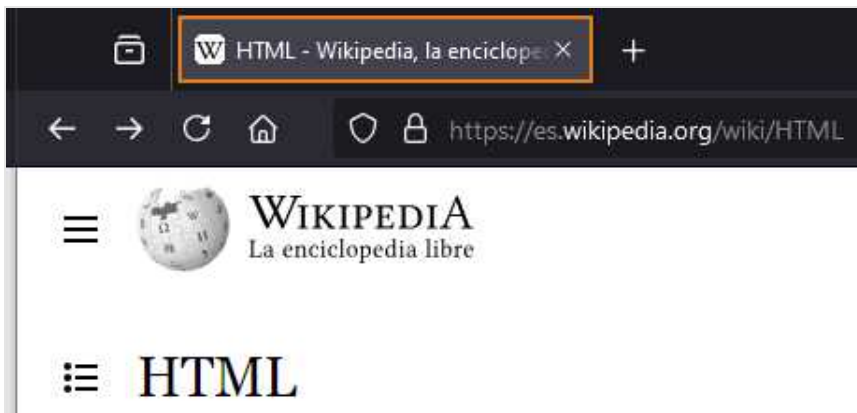 W HTML - Wikipedia, la enciclope
https://es.wikipedia.org/wiki/HTML
WIKIPEDIA
La enciclopedia libre
HTML